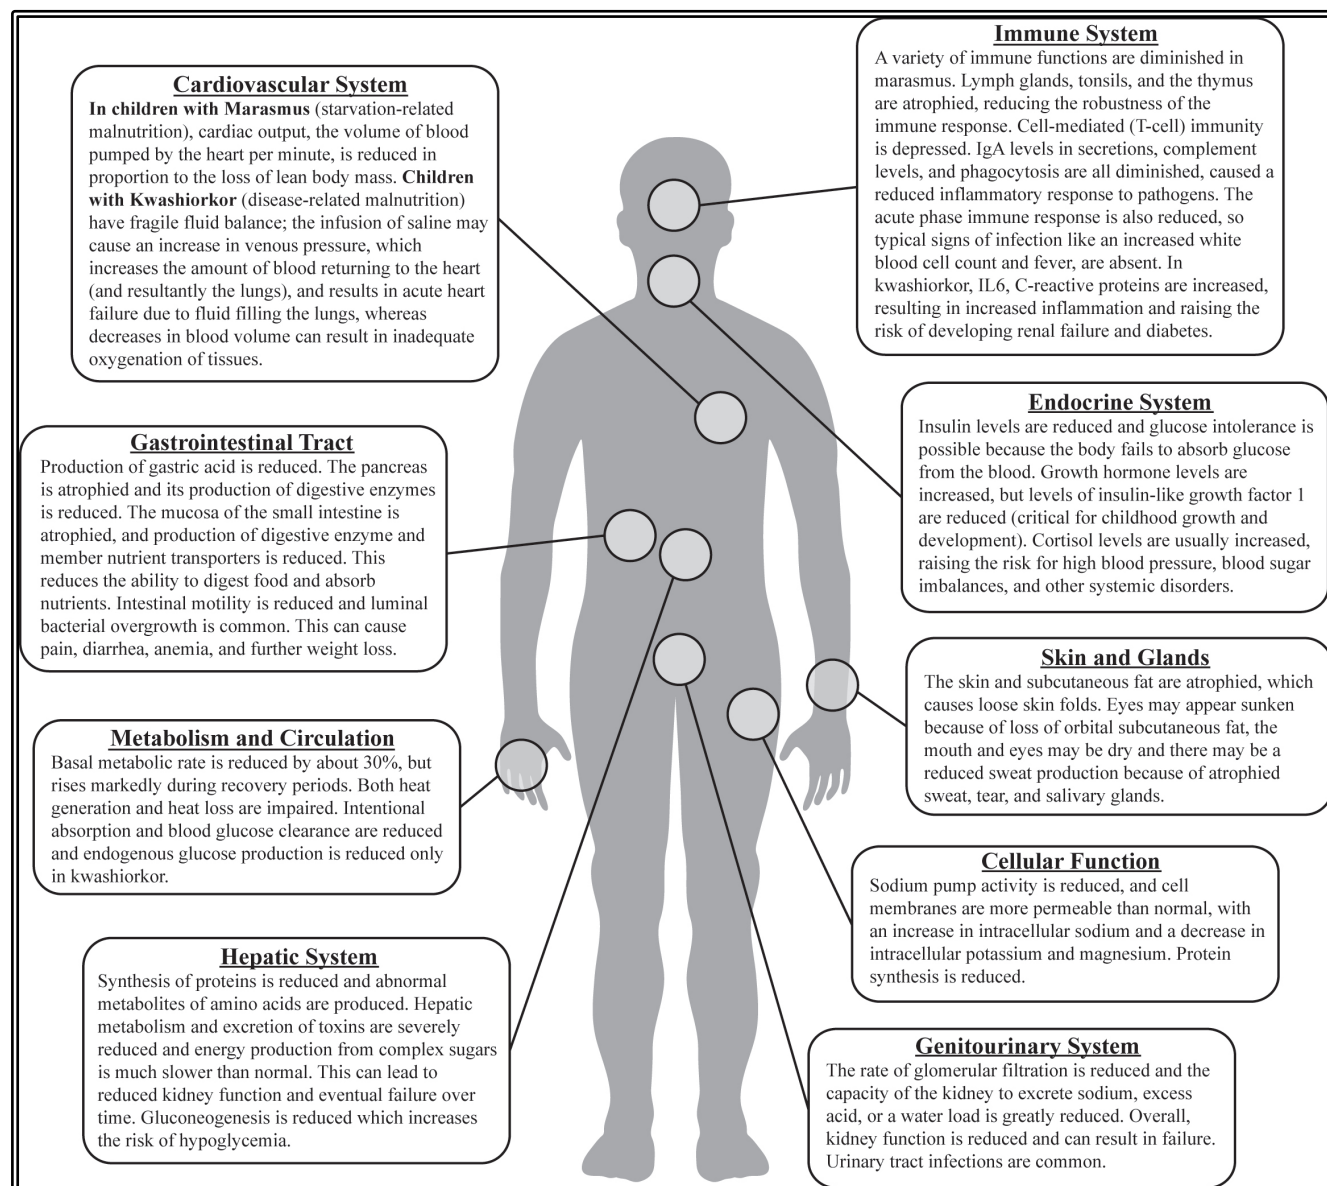 Cardiovascular System
In children with Marasmus (starvation-related
malnutrition), cardiac output, the volume of blood
pumped by the heart per minute, is reduced in
proportion to the loss of lean body mass. Children
with Kwashiorkor (disease-related malnutrition)
have fragile fluid balance; the infusion of saline may
cause an increase in venous pressure, which
increases the amount of blood returning to the heart
(and resultantly the lungs), and results in acute heart
failure due to fluid filling the lungs, whereas
decreases in blood volume can result in inadequate
oxygenation of tissues.
Immune System
A variety of immune functions are diminished in
marasmus. Lymph glands, tonsils, and the thymus
are atrophied, reducing the robustness of the
immune response. Cell-mediated (T-cell) immunity
is depressed. IgA levels in secretions, complement
levels, and phagocytosis are all diminished, caused a
reduced inflammatory response to pathogens. The
acute phase immune response is also reduced, so
typical signs of infection like an increased white
blood cell count and fever, are absent. In
kwashiorkor, IL6, C-reactive proteins are increased,
resulting in increased inflammation and raising the
risk of developing renal failure and diabetes.
Gastrointestinal Tract
Production of gastric acid is reduced. The pancreas
is atrophied and its production of digestive enzymes
is reduced. The mucosa of the small intestine is
atrophied, and production of digestive enzyme and
member nutrient transporters is reduced. This
reduces the ability to digest food and absorb
nutrients. Intestinal motility is reduced and luminal
bacterial overgrowth is common. This can cause
pain, diarrhea, anemia, and further weight loss.
Endocrine System
Insulin levels are reduced and glucose intolerance is
possible because the body fails to absorb glucose
from the blood. Growth hormone levels are
increased, but levels of insulin-like growth factor 1
are reduced (critical for childhood growth and
development). Cortisol levels are usually increased,
raising the risk for high blood pressure, blood sugar
imbalances, and other systemic disorders.
Skin and Glands
The skin and subcutaneous fat are atrophied, which
causes loose skin folds. Eyes may appear sunken
because of loss of orbital subcutaneous fat, the
mouth and eyes may be dry and there may be a
reduced sweat production because of atrophied
sweat, tear, and salivary glands.
Metabolism and Circulation
Basal metabolic rate is reduced by about 30%, but
rises markedly during recovery periods. Both heat
generation and heat loss are impaired. Intentional
absorption and blood glucose clearance are reduced
and endogenous glucose production is reduced only
in kwashiorkor.
Cellular Function
Sodium pump activity is reduced, and cell
membranes are more permeable than normal, with
an increase in intracellular sodium and a decrease in
intracellular potassium and magnesium. Protein
synthesis is reduced.
Hepatic System
Synthesis of proteins is reduced and abnormal
metabolites of amino acids are produced. Hepatic
metabolism and excretion of toxins are severely
reduced and energy production from complex sugars
is much slower than normal. This can lead to
reduced kidney function and eventual failure over
time. Gluconeogenesis is reduced which increases
the risk of hypoglycemia.
Genitourinary System
The rate of glomerular filtration is reduced and the
capacity of the kidney to excrete sodium, excess
acid, or a water load is greatly reduced. Overall,
kidney function is reduced and can result in failure.
Urinary tract infections are common.